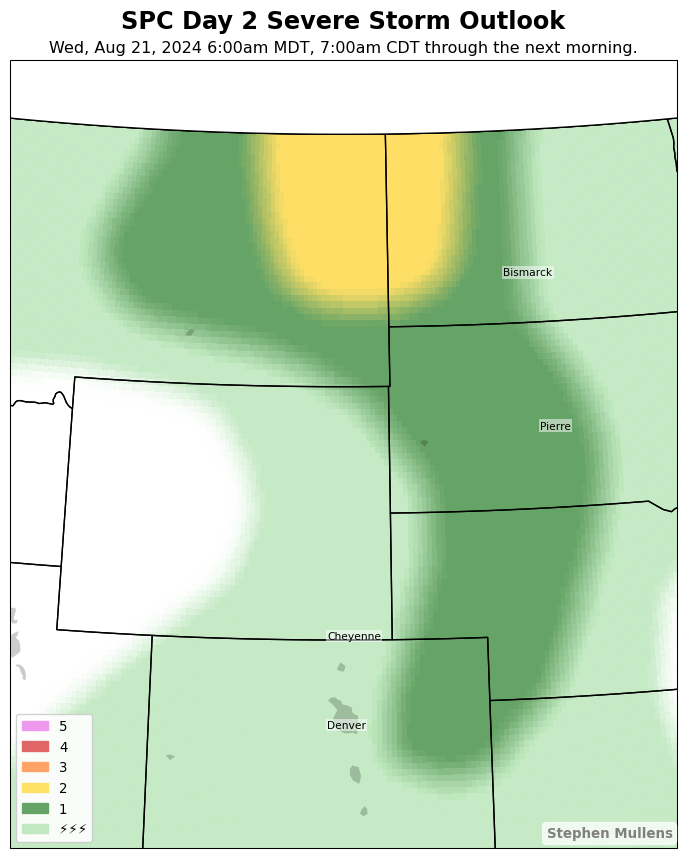 SPC Day 2 Severe Storm Outlook
Wed, Aug 21, 2024 6:00am MDT, 7:00am CDT through the next morning.
Bismarck
Pierre
Cheyenne
Denver
5
4
3
2
1
⚡⚡⚡
Stephen Mullens